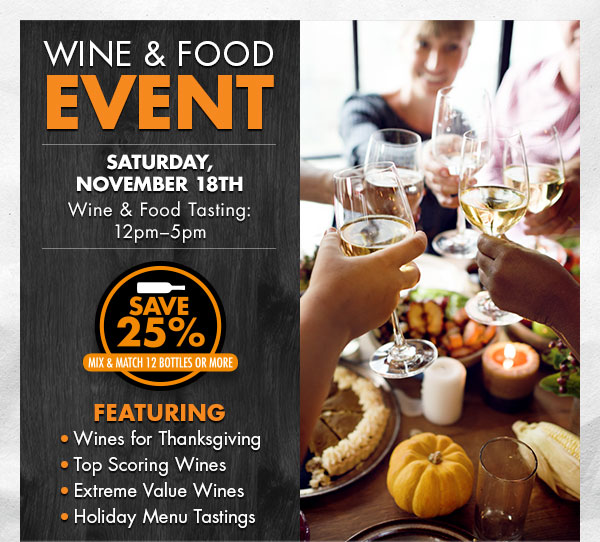 WINE & FOOD
EVENT
SATURDAY,
NOVEMBER 18TH
Wine & Food Tasting:
12pm–5pm
SAVE
25%
MIX & MATCH 12 BOTTLES OR MORE
FEATURING
• Wines for Thanksgiving
• Top Scoring Wines
• Extreme Value Wines
• Holiday Menu Tastings